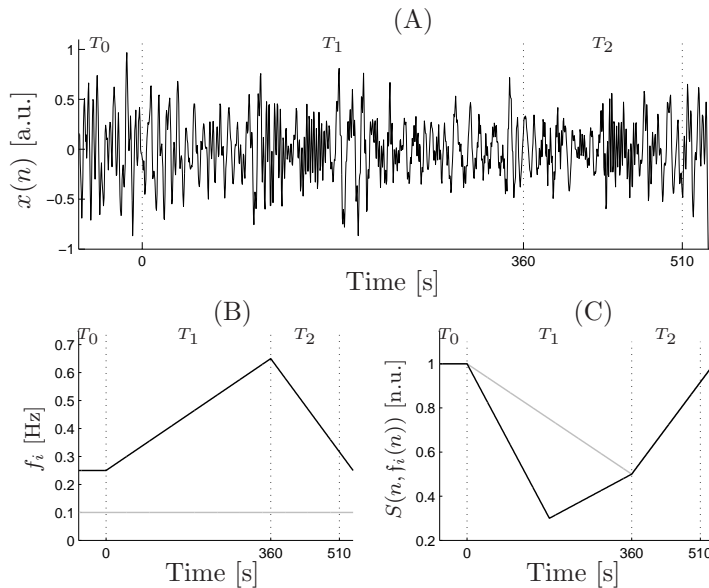 (A)
T0 T1 T2
1
0.5
0
−0.5
−1
x(n) [a.u.]
0 360 510
Time [s]
(B)
T0 T1 T2
0.7
0.6
0.5
0.4
0.3
0.2
0.1
0
f_i [Hz]
0 360 510
Time [s]
(C)
T0 T1 T2
1
0.8
0.6
0.4
0.2
S(n, 𝔣_i(n)) [n.u.]
0 360 510
Time [s]